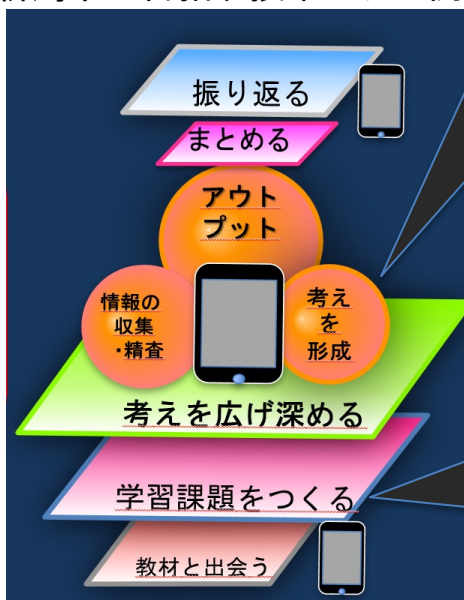 振り返る
まとめる
アウト
プット
情報の
収集
・精査
考え
を
形成
考えを広げ深める
学習課題をつくる
教材と出会う